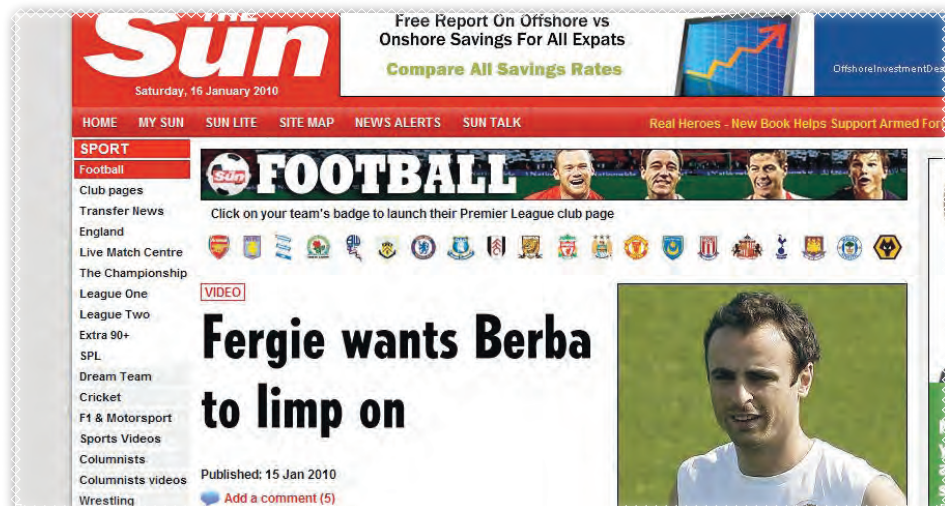 THE
Sun
Saturday, 16 January 2010
Free Report On Offshore vs
Onshore Savings For All Expats
Compare All Savings Rates
OffshoreInvestmentDes
HOME MY SUN SUN LITE SITE MAP NEWS ALERTS SUN TALK
Real Heroes - New Book Helps Support Armed For
SPORT
Football
Club pages
Transfer News
England
Live Match Centre
The Championship
League One
League Two
Extra 90+
SPL
Dream Team
Cricket
F1 & Motorsport
Sports Videos
Columnists
Columnists videos
Wrestling
Sun FOOTBALL
Click on your team's badge to launch their Premier League club page
VIDEO
Fergie wants Berba
to limp on
Published: 15 Jan 2010
Add a comment (5)